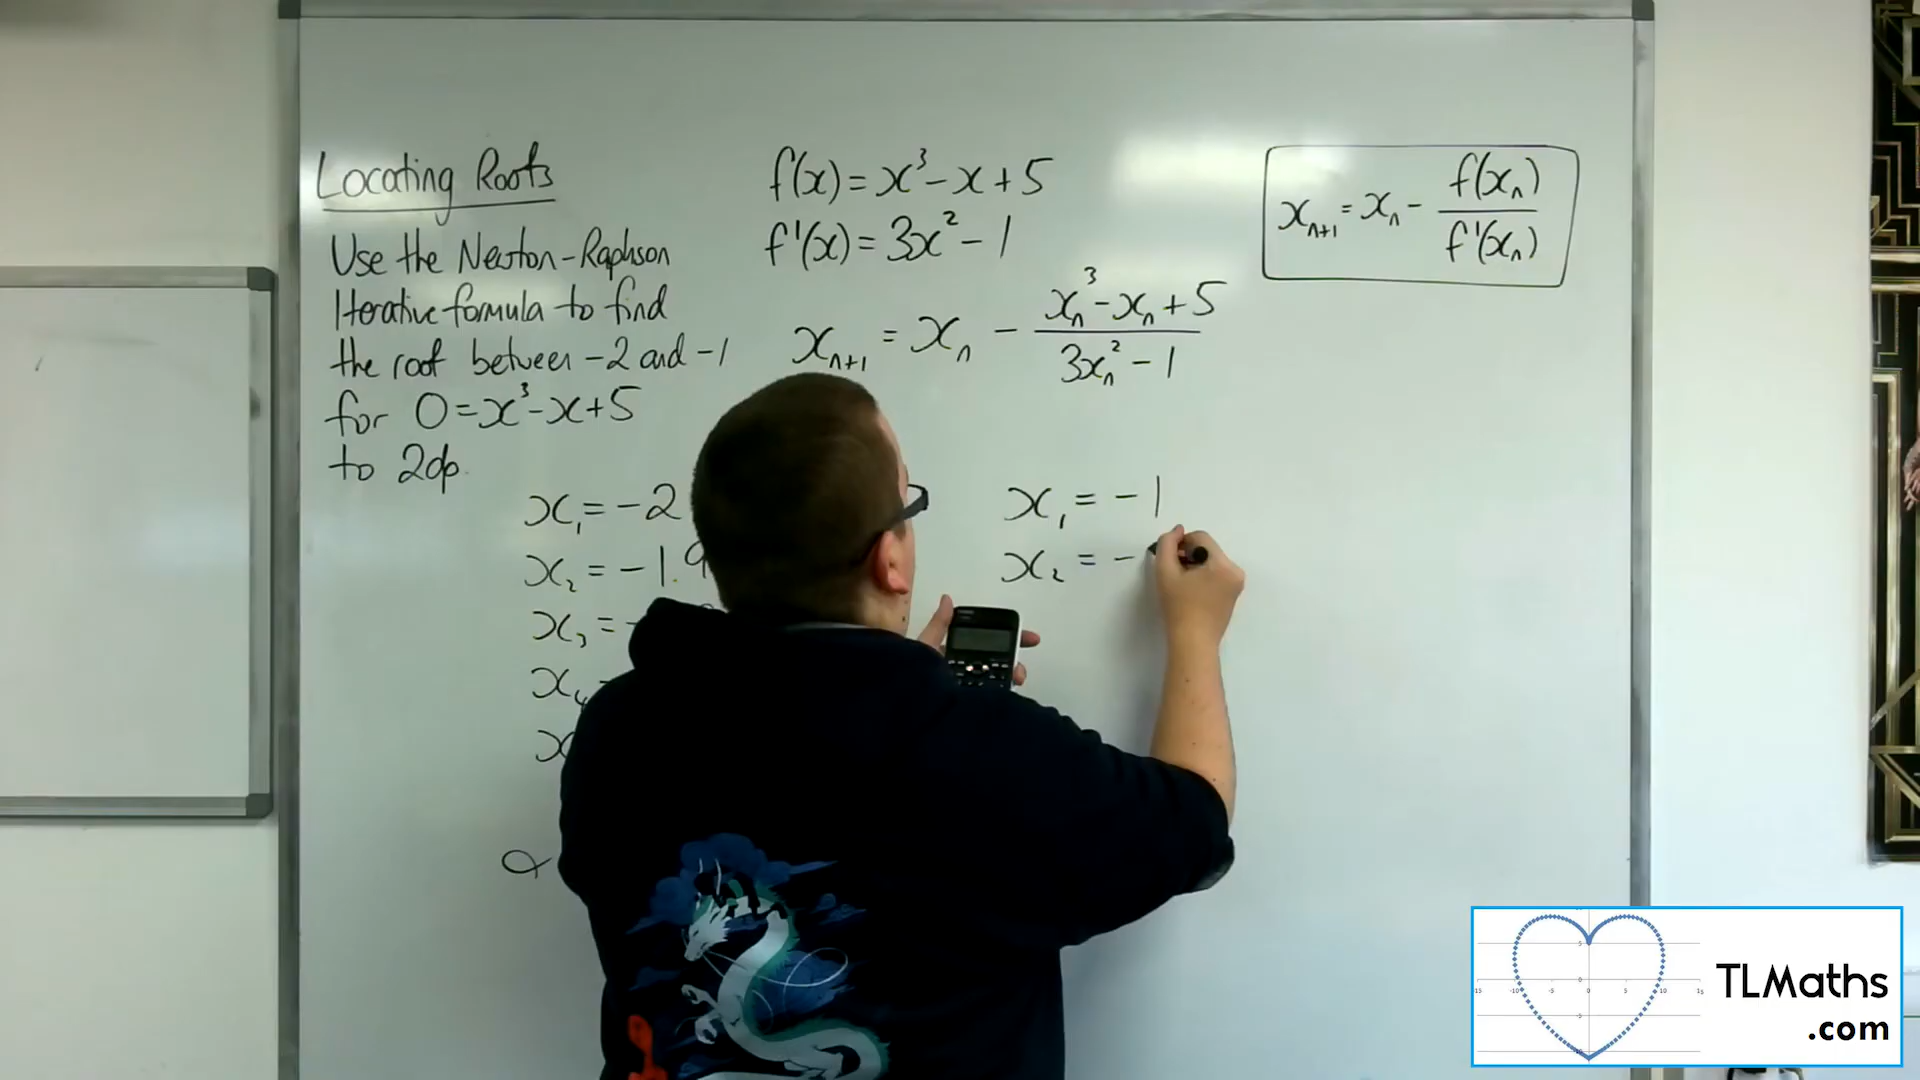 Locating Roots
Use the Newton-Raphson
Iterative formula to find
the root between -2 and -1
for 0=x³-x+5
to 2dp.
f(x)=x³-x+5
f'(x)=3x²-1
xₙ₊₁ = xₙ - (xₙ³-xₙ+5)/(3xₙ²-1)
xₙ₊₁ = xₙ - f(xₙ)/f'(xₙ)
x₁=-2
x₂=-1.9
x₃=-
x₄=
x
α
x₁=-1
x₂=-
TLMaths
.com